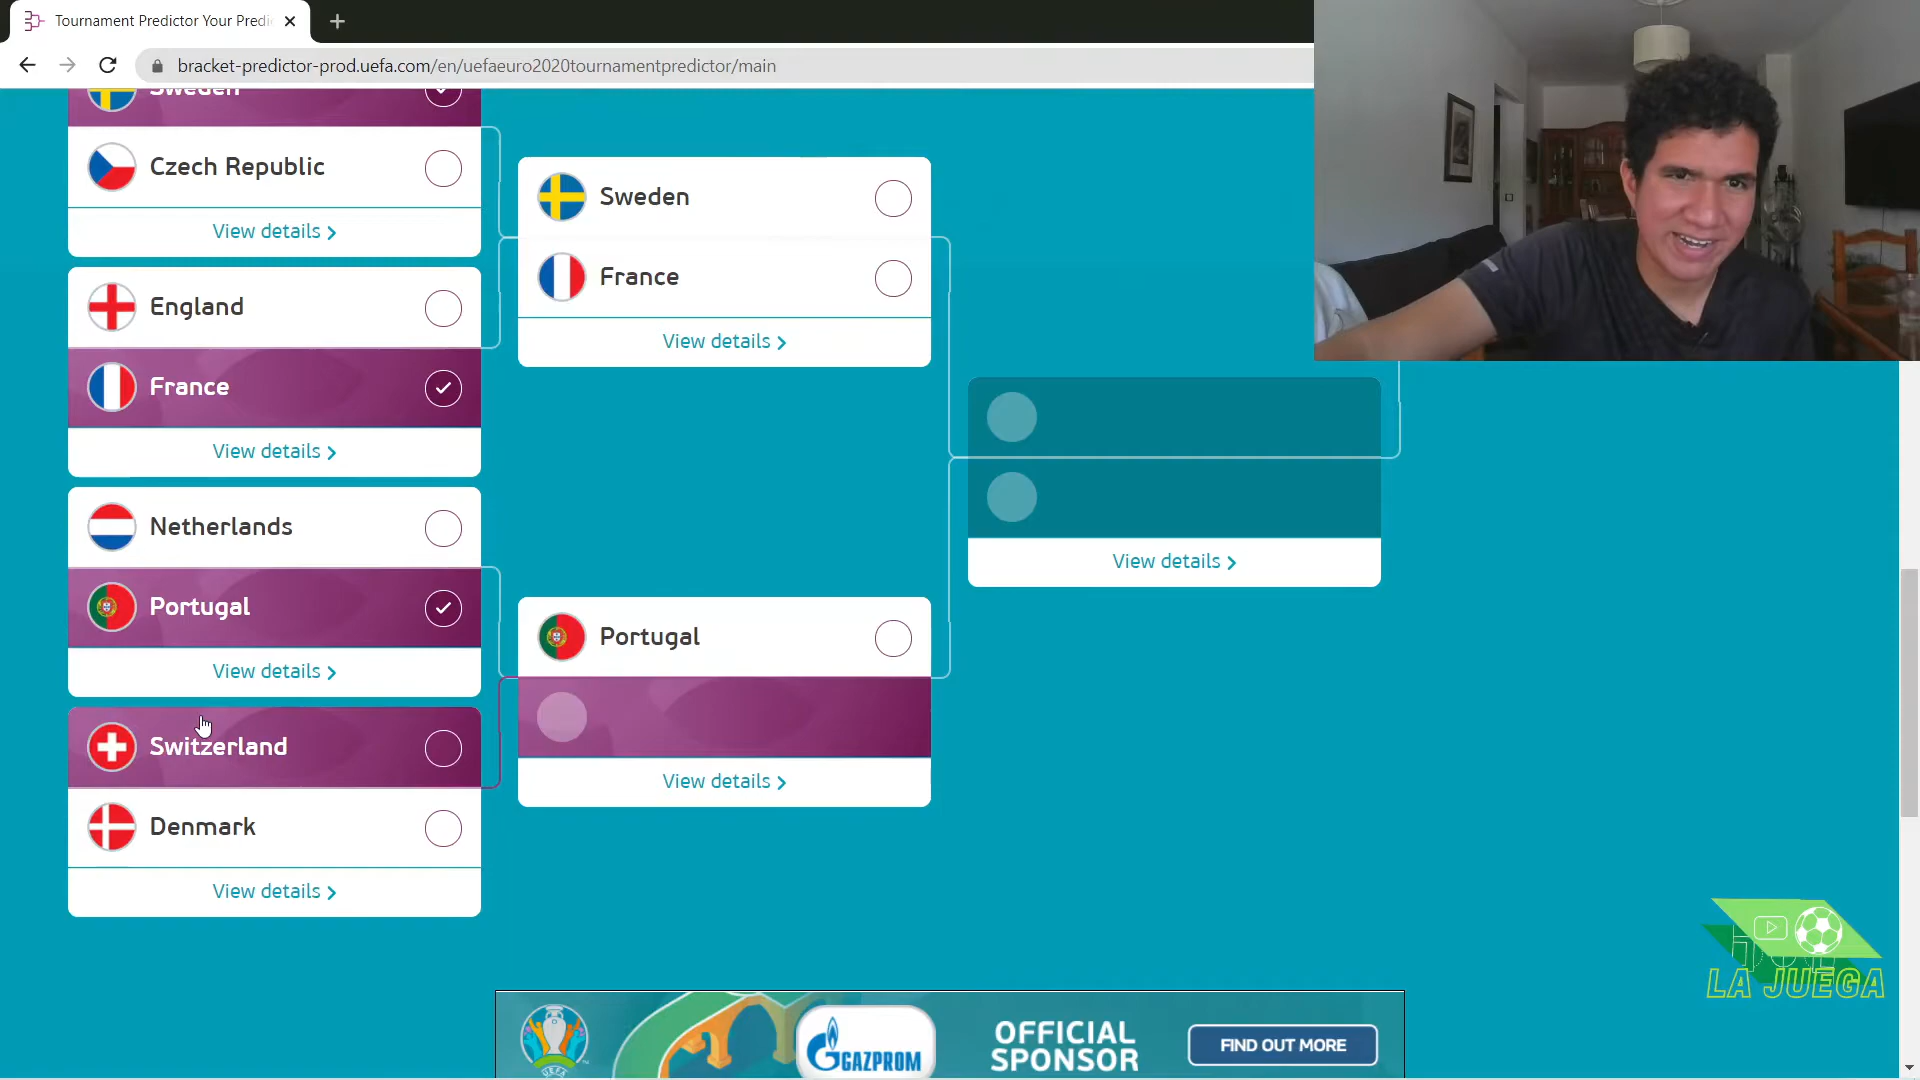 Tournament Predictor Your Predi
bracket-predictor-prod.uefa.com/en/uefaeuro2020tournamentpredictor/main
Sweden
Czech Republic
View details
England
France
View details
Netherlands
Portugal
View details
Switzerland
Denmark
View details
Sweden
France
View details
Portugal
View details
View details
LA JUEGA
GAZPROM
OFFICIAL
SPONSOR
FIND OUT MORE